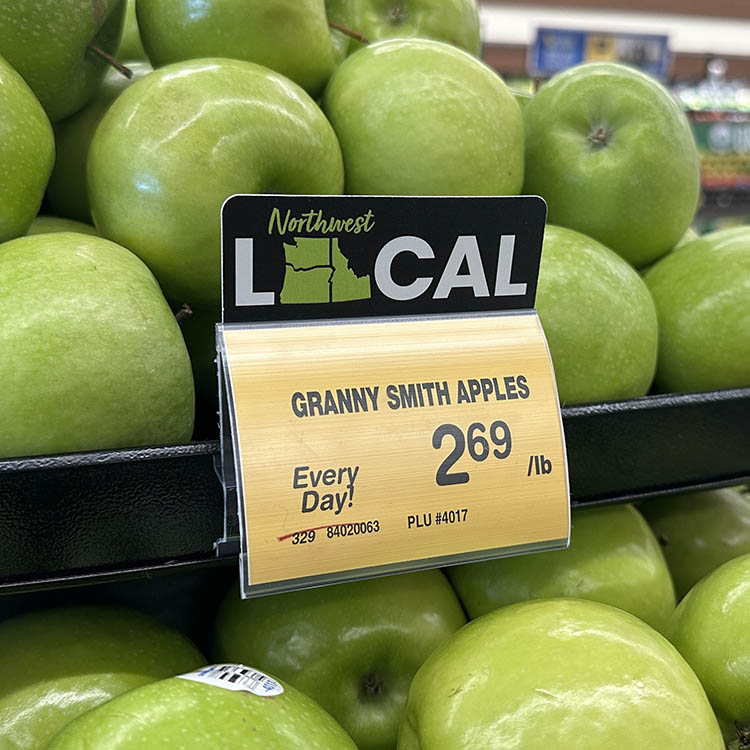 Northwest
LOCAL
GRANNY SMITH APPLES
2 69 /lb
Every
Day!
329 84020063 PLU #4017